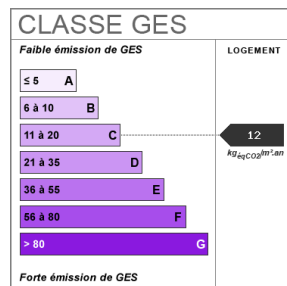 CLASSE GES
Faible émission de GES
LOGEMENT
≤ 5 A
6 à 10 B
11 à 20 C
12
kgéqCO2/m².an
21 à 35 D
36 à 55 E
56 à 80 F
> 80 G
Forte émission de GES